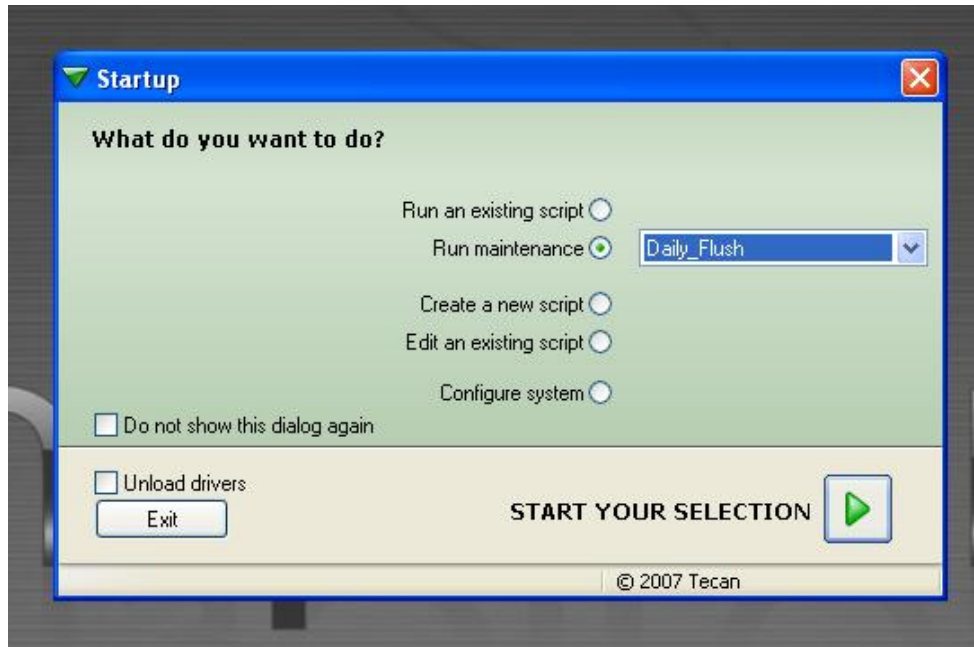 Startup
What do you want to do?
Run an existing script
Run maintenance Daily_Flush
Create a new script
Edit an existing script
Configure system
Do not show this dialog again
Unload drivers
Exit START YOUR SELECTION
© 2007 Tecan